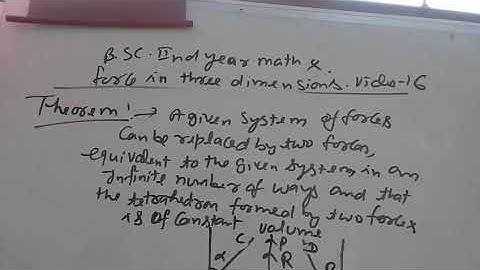 B.SC. IInd year maths.
force in three dimensions. Video-16
Theorem! → A given system of forces
can be replaced by two forces,
equivalent to the given system in an
Infinite number of ways and that
the tetrahedron formed by two forces
is of Constant volume
C P D
α R